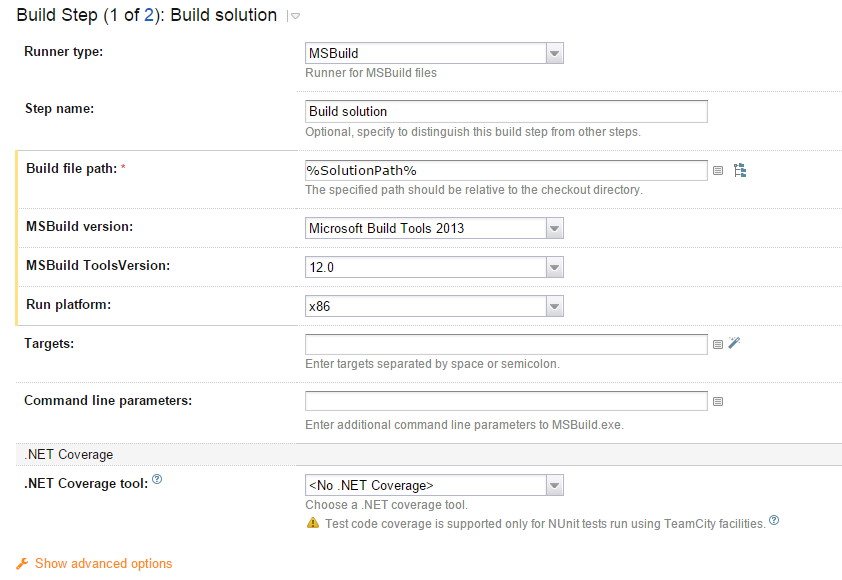 Build Step (1 of 2): Build solution
Runner type:
MSBuild
Runner for MSBuild files
Step name:
Build solution
Optional, specify to distinguish this build step from other steps.
Build file path: *
%SolutionPath%
The specified path should be relative to the checkout directory.
MSBuild version:
Microsoft Build Tools 2013
MSBuild ToolsVersion:
12.0
Run platform:
x86
Targets:
Enter targets separated by space or semicolon.
Command line parameters:
Enter additional command line parameters to MSBuild.exe.
.NET Coverage
.NET Coverage tool: ?
<No .NET Coverage>
Choose a .NET coverage tool.
Test code coverage is supported only for NUnit tests run using TeamCity facilities. ?
Show advanced options